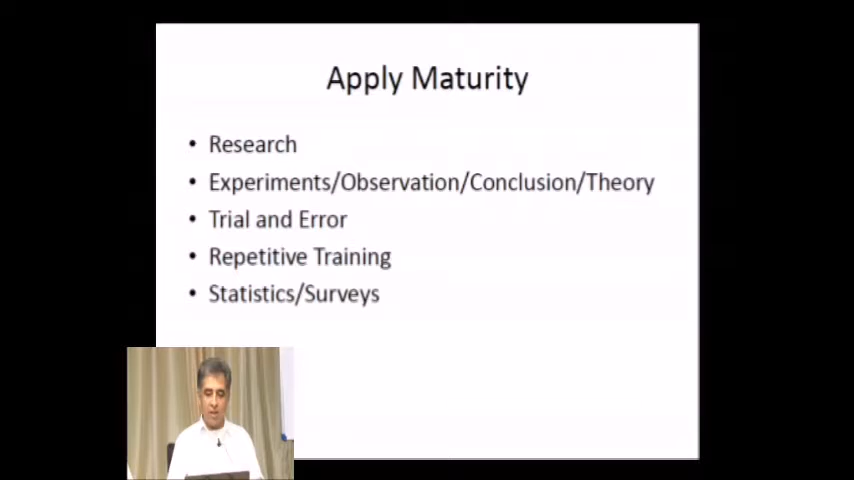 Apply Maturity
• Research
• Experiments/Observation/Conclusion/Theory
• Trial and Error
• Repetitive Training
• Statistics/Surveys